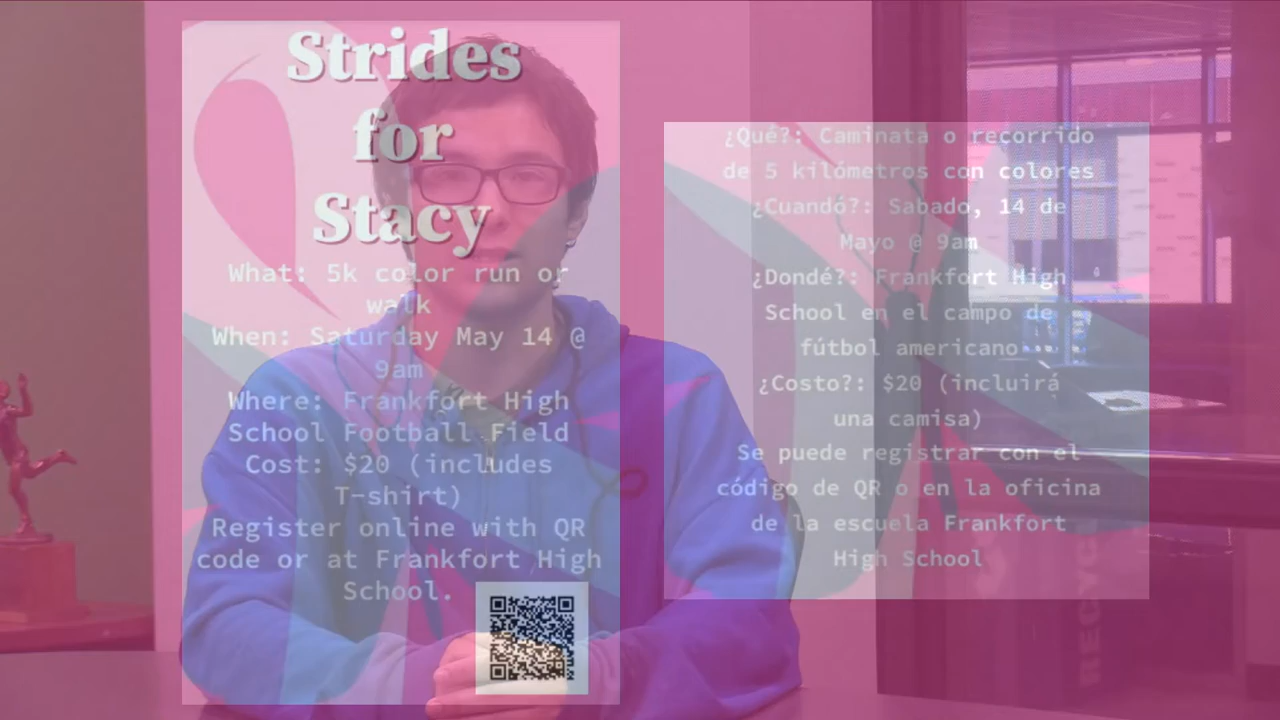 Strides
for
Stacy
What: 5k color run or
walk
When: Saturday May 14 @
9am
Where: Frankfort High
School Football Field
Cost: $20 (includes
T-shirt)
Register online with QR
code or at Frankfort High
School.
¿Qué?: Caminata o recorrido
de 5 kilómetros con colores
¿Cuandó?: Sabado, 14 de
Mayo @ 9am
¿Dondé?: Frankfort High
School en el campo de
fútbol americano
¿Costo?: $20 (incluirá
una camisa)
Se puede registrar con el
código de QR o en la oficina
de la escuela Frankfort
High School
RECYC